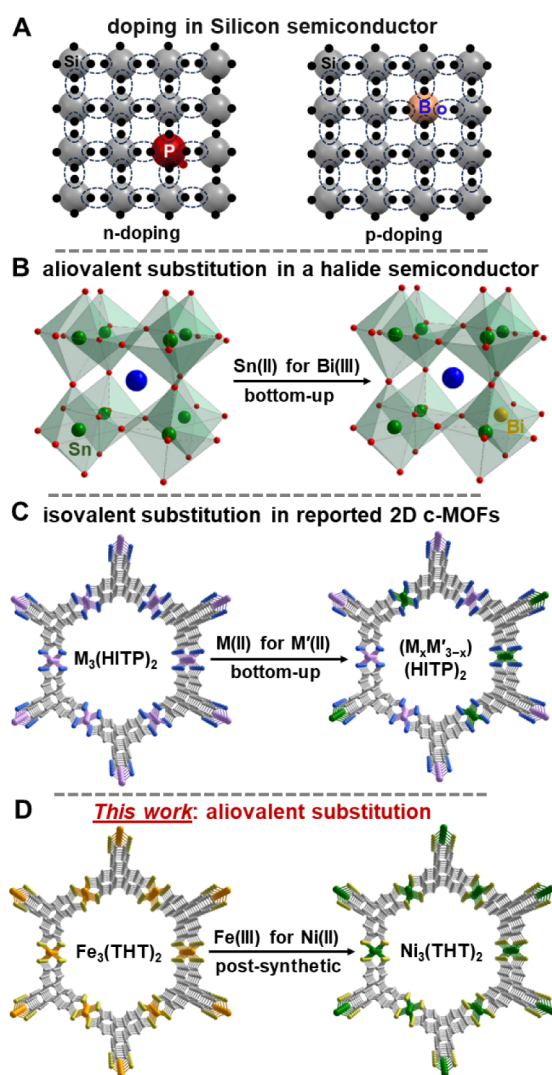 A doping in Silicon semiconductor
Si
Si
P
B
n-doping
p-doping
B aliovalent substitution in a halide semiconductor
Sn(II) for Bi(III)
bottom-up
Sn
Bi
C isovalent substitution in reported 2D c-MOFs
M₃(HITP)₂
M(II) for M′(II)
bottom-up
(MₓM′₃₋ₓ)
(HITP)₂
D This work: aliovalent substitution
Fe₃(THT)₂
Fe(III) for Ni(II)
post-synthetic
Ni₃(THT)₂